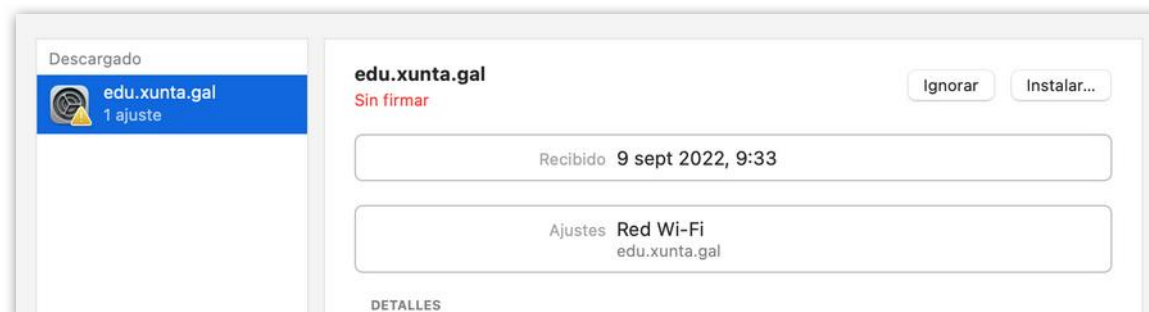 Descargado
edu.xunta.gal
1 ajuste
edu.xunta.gal
Sin firmar
Ignorar
Instalar...
Recibido 9 sept 2022, 9:33
Ajustes Red Wi-Fi
edu.xunta.gal
DETALLES